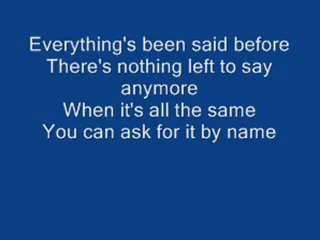 Everything's been said before
There's nothing left to say
anymore
When it's all the same
You can ask for it by name